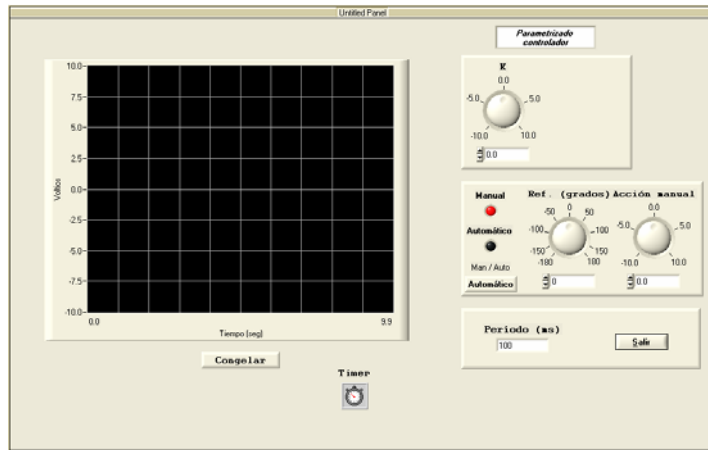 Untitled Panel
Parametrizado
controlador
10.0
7.5
5.0
2.5
0.0
-2.5
-5.0
-7.5
-10.0
Voltios
0.0
9.9
Tiempo (seg)
Congelar
Timer
K
0.0
-5.0
5.0
-10.0
10.0
0.0
Manual
Automático
Man / Auto
Automático
Ref. (grados)
0
-50
50
-100
100
-150
150
-180
180
0.0
Acción manual
0.0
-5.0
5.0
-10.0
10.0
0.0
Período (ms)
100
Salir